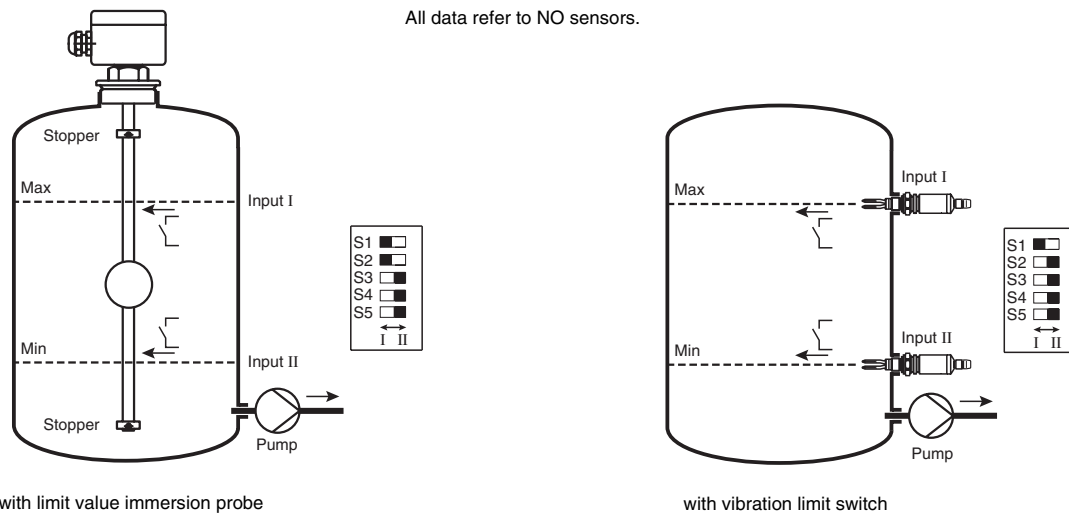 All data refer to NO sensors.
Stopper
Max
Input I
Min
Input II
Stopper
Pump
S1
S2
S3
S4
S5
I II
with limit value immersion probe
Max
Input I
Min
Input II
Pump
S1
S2
S3
S4
S5
I II
with vibration limit switch